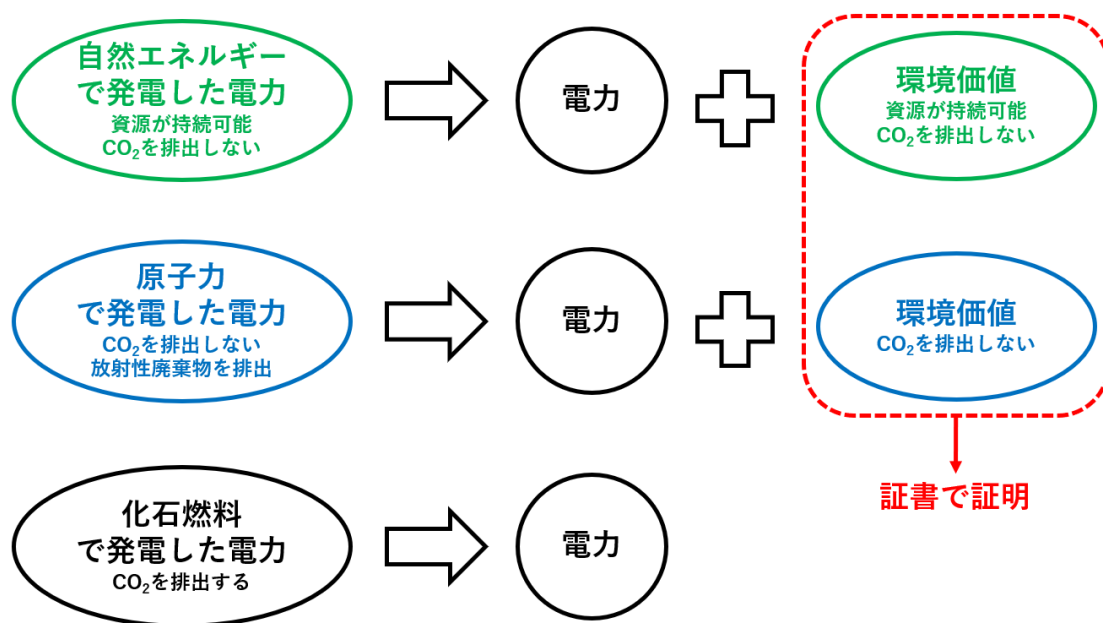 自然エネルギー
で発電した電力
資源が持続可能
CO₂を排出しない
電力
環境価値
資源が持続可能
CO₂を排出しない
原子力
で発電した電力
CO₂を排出しない
放射性廃棄物を排出
電力
環境価値
CO₂を排出しない
証書で証明
化石燃料
で発電した電力
CO₂を排出する
電力